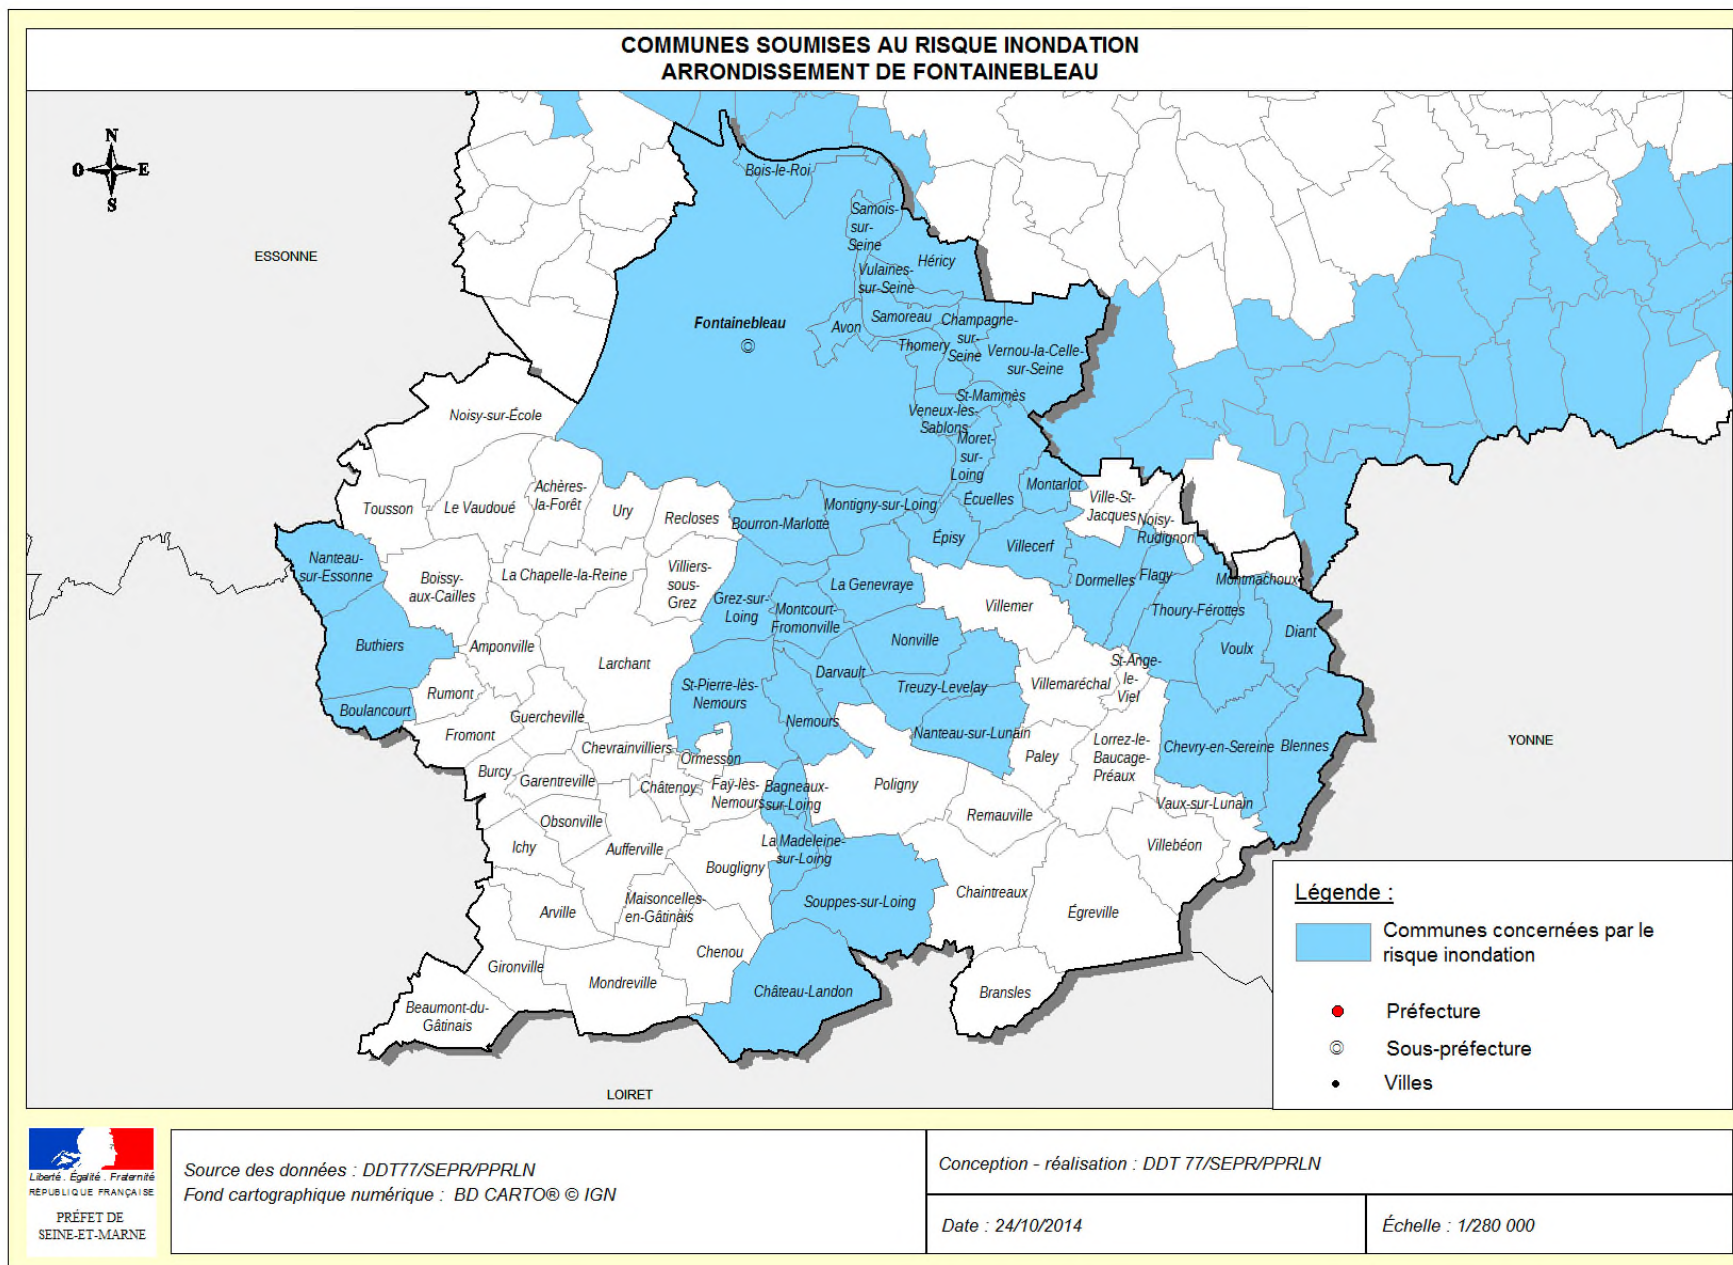 COMMUNES SOUMISES AU RISQUE INONDATION
ARRONDISSEMENT DE FONTAINEBLEAU
N
O
E
S
ESSONNE
Bois-le-Roi
Samois-
sur-
Seine
Héricy
Vulaines-
sur-Seine
Fontainebleau
Avon
Samoreau
Champagne-
sur-
Seine
Thomery
Vernou-la-Celle-
sur-Seine
St-Mammès
Veneux-les-
Sablons
Moret-
sur-
Loing
Noisy-sur-École
Tousson
Le Vaudoué
Achères-
la-Forêt
Ury
Recloses
Bourron-Marlotte
Montigny-sur-Loing
Écuelles
Montarlot
Ville-St-
Jacques
Noisy-
Rudignon
Épisy
Villecerf
Nanteau-
sur-Essonne
Boissy-
aux-Cailles
La Chapelle-la-Reine
Villiers-
sous-
Grez
Grez-sur-
Loing
Montcourt-
Fromonville
La Genevraye
Villemer
Dormelles
Flagy
Montmachoux
Thoury-Férottes
Diant
Voulx
Buthiers
Amponville
Larchant
Nonville
Darvault
St-Ange-
le-
Viel
Villemaréchal
Treuzy-Levelay
St-Pierre-lès-
Nemours
Rumont
Boulancourt
Guercheville
Fromont
Nemours
Nanteau-sur-Lunain
Paley
Lorrez-le-
Baucage-
Préaux
Chevry-en-Sereine
Blennes
YONNE
Chevrainvilliers
Ormesson
Burcy
Garentreville
Châtenoy
Faÿ-lès-
Nemours
Bagneaux-
sur-Loing
Poligny
Remauville
Vaux-sur-Lunain
Villebéon
Obsonville
Ichy
Aufferville
Bougligny
La Madeleine-
sur-Loing
Souppes-sur-Loing
Chaintreaux
Égreville
Arville
Maisoncelles-
en-Gâtinais
Chenou
Gironville
Mondreville
Château-Landon
Bransles
Beaumont-du-
Gâtinais
LOIRET
Légende :
Communes concernées par le
risque inondation
Préfecture
Sous-préfecture
Villes
Liberté . Égalité . Fraternité
RÉPUBLIQUE FRANÇAISE
PRÉFET DE
SEINE-ET-MARNE
Source des données : DDT77/SEPR/PPRLN
Fond cartographique numérique : BD CARTO® © IGN
Conception - réalisation : DDT 77/SEPR/PPRLN
Date : 24/10/2014
Échelle : 1/280 000